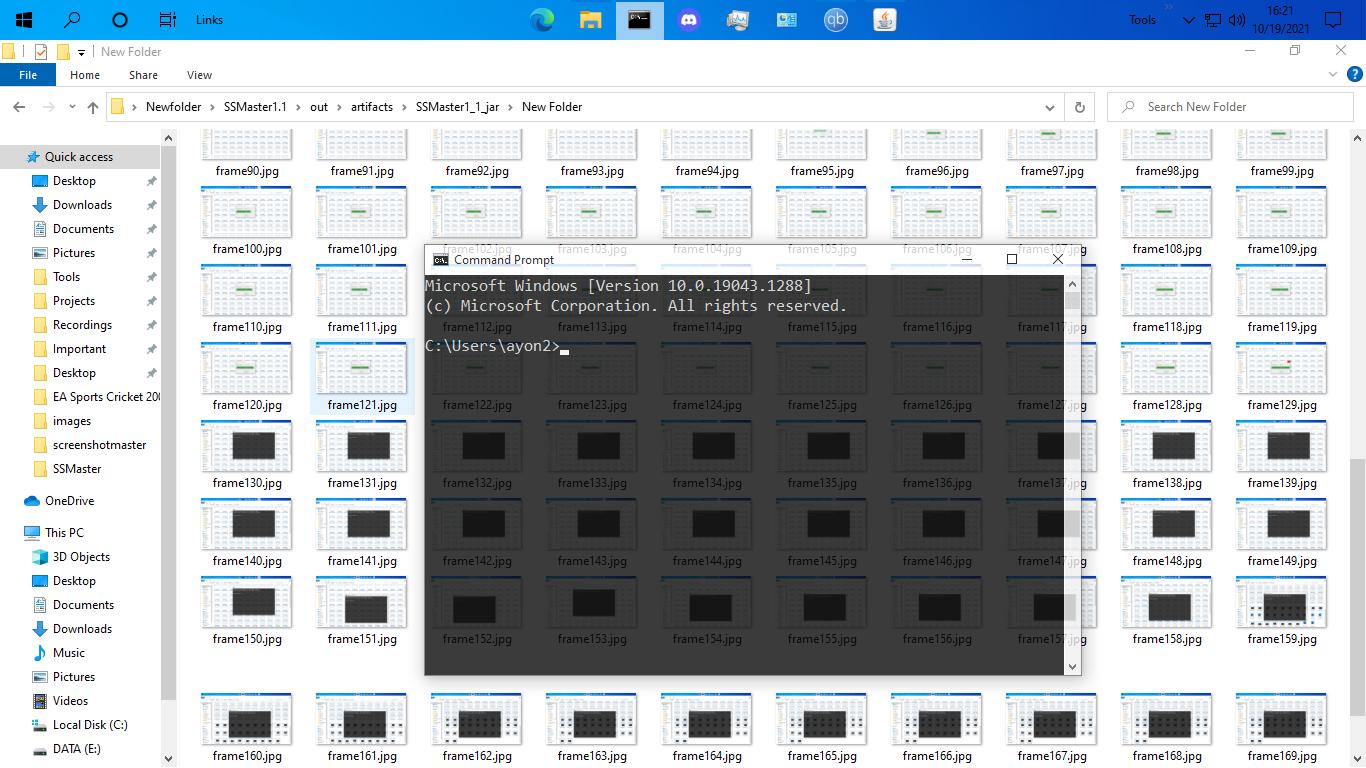 Links
Tools
16:21
10/19/2021
New Folder
File Home Share View
Newfolder SSMaster1.1 out artifacts SSMaster1_1_jar New Folder
Search New Folder
Quick access
Desktop
Downloads
Documents
Pictures
Tools
Projects
Recordings
Important
Desktop
EA Sports Cricket 200
images
screenshotmaster
SSMaster
OneDrive
This PC
3D Objects
Desktop
Documents
Downloads
Music
Pictures
Videos
Local Disk (C:)
DATA (E:)
frame90.jpg frame91.jpg frame92.jpg frame93.jpg frame94.jpg frame95.jpg frame96.jpg frame97.jpg frame98.jpg frame99.jpg
frame100.jpg frame101.jpg frame102.jpg frame103.jpg frame104.jpg frame105.jpg frame106.jpg frame107.jpg frame108.jpg frame109.jpg
Command Prompt
Microsoft Windows [Version 10.0.19043.1288]
(c) Microsoft Corporation. All rights reserved.
C:\Users\ayon2>
frame110.jpg frame111.jpg frame112.jpg frame113.jpg frame114.jpg frame115.jpg frame116.jpg frame117.jpg frame118.jpg frame119.jpg
frame120.jpg frame121.jpg frame122.jpg frame123.jpg frame124.jpg frame125.jpg frame126.jpg frame127.jpg frame128.jpg frame129.jpg
frame130.jpg frame131.jpg frame132.jpg frame133.jpg frame134.jpg frame135.jpg frame136.jpg frame137.jpg frame138.jpg frame139.jpg
frame140.jpg frame141.jpg frame142.jpg frame143.jpg frame144.jpg frame145.jpg frame146.jpg frame147.jpg frame148.jpg frame149.jpg
frame150.jpg frame151.jpg frame152.jpg frame153.jpg frame154.jpg frame155.jpg frame156.jpg frame157.jpg frame158.jpg frame159.jpg
frame160.jpg frame161.jpg frame162.jpg frame163.jpg frame164.jpg frame165.jpg frame166.jpg frame167.jpg frame168.jpg frame169.jpg